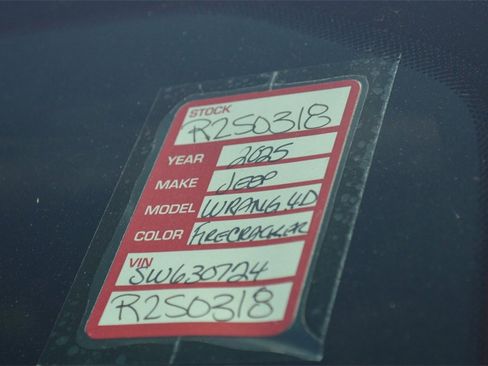 STOCK
R2S0318
YEAR 2025
MAKE JEEP
MODEL WRANG 4D
COLOR FIRECRACKER
VIN
SW630724
R2S0318